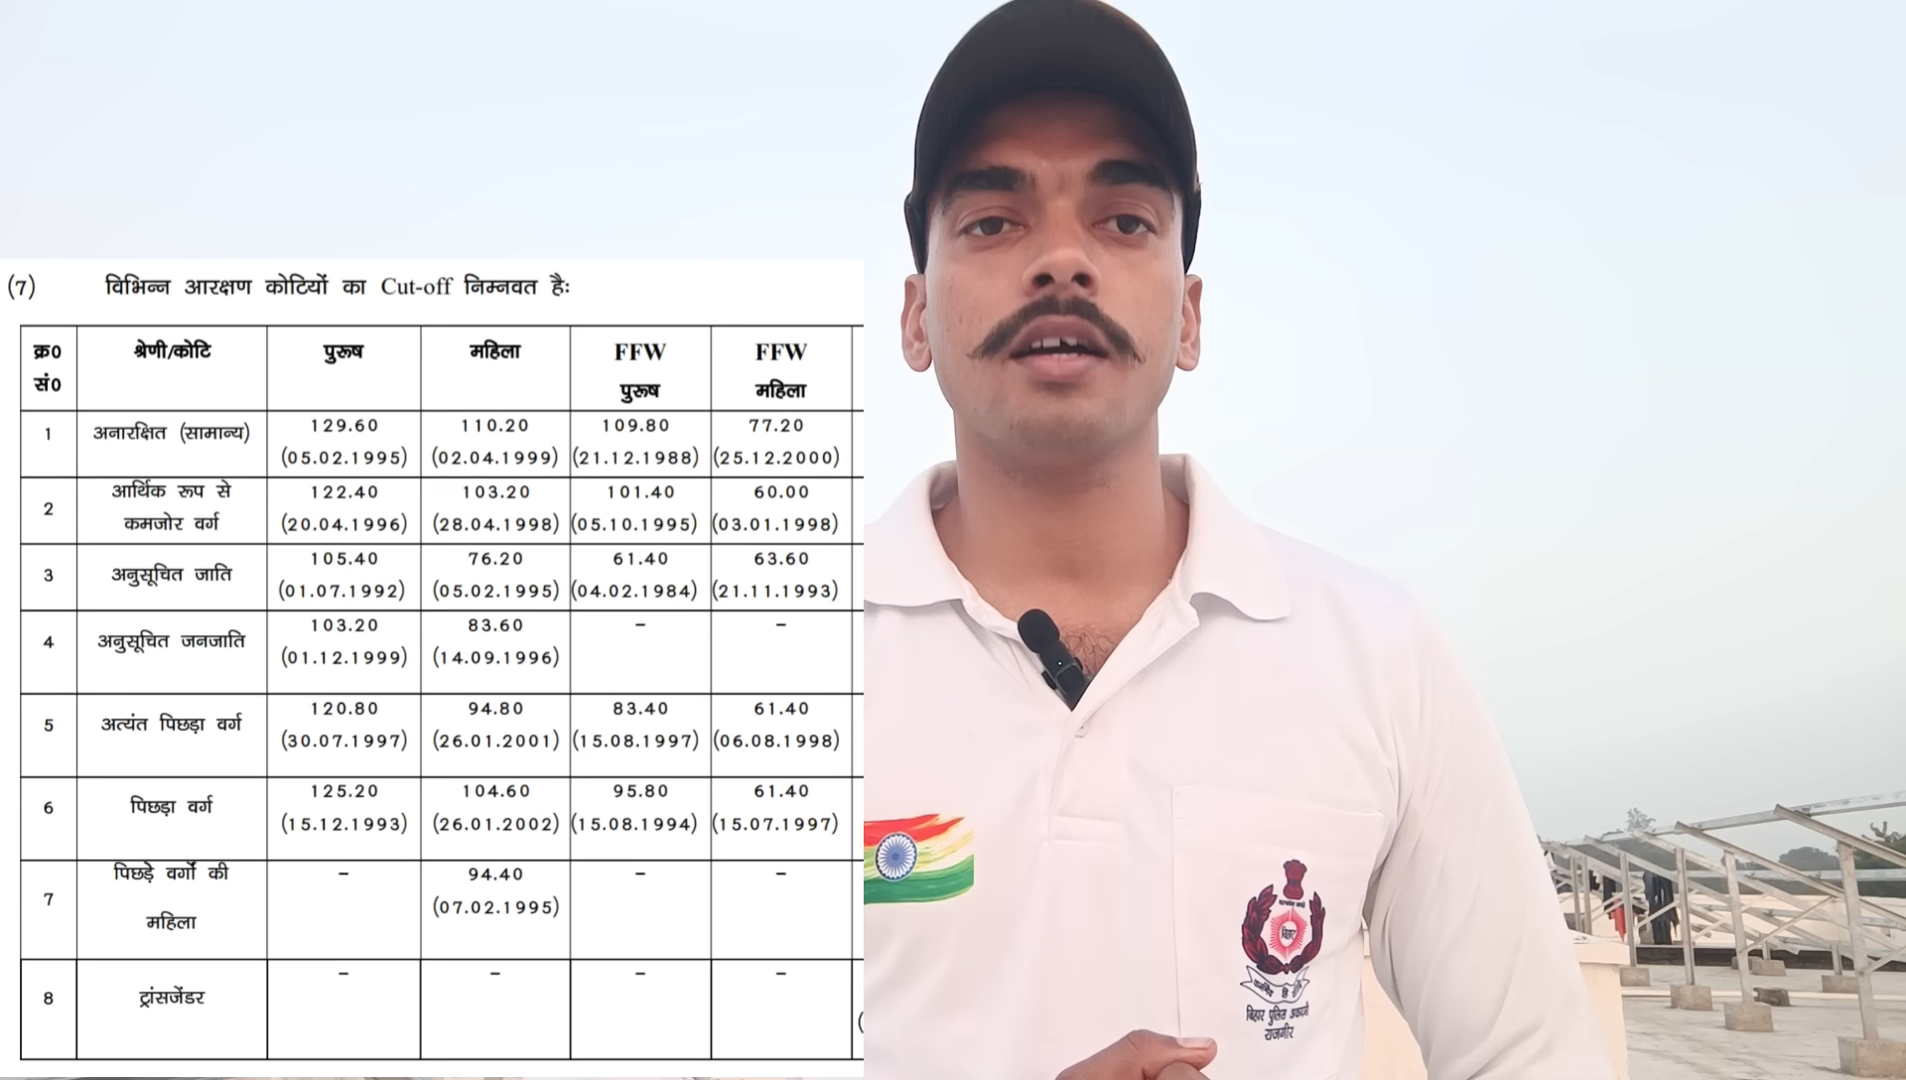 (7) विभिन्न आरक्षण कोटियों का Cut-off निम्नवत हैः
क्र0 सं0 श्रेणी/कोटि पुरूष महिला FFW पुरूष FFW महिला
1 अनारक्षित (सामान्य) 129.60 (05.02.1995) 110.20 (02.04.1999) 109.80 (21.12.1988) 77.20 (25.12.2000)
2 आर्थिक रूप से कमजोर वर्ग 122.40 (20.04.1996) 103.20 (28.04.1998) 101.40 (05.10.1995) 60.00 (03.01.1998)
3 अनुसूचित जाति 105.40 (01.07.1992) 76.20 (05.02.1995) 61.40 (04.02.1984) 63.60 (21.11.1993)
4 अनुसूचित जनजाति 103.20 (01.12.1999) 83.60 (14.09.1996) – –
5 अत्यंत पिछड़ा वर्ग 120.80 (30.07.1997) 94.80 (26.01.2001) 83.40 (15.08.1997) 61.40 (06.08.1998)
6 पिछड़ा वर्ग 125.20 (15.12.1993) 104.60 (26.01.2002) 95.80 (15.08.1994) 61.40 (15.07.1997)
7 पिछड़े वर्गों की महिला – 94.40 (07.02.1995) – –
8 ट्रांसजेंडर – – – –
बिहार
बिहार पुलिस अकादमी
राजगीर